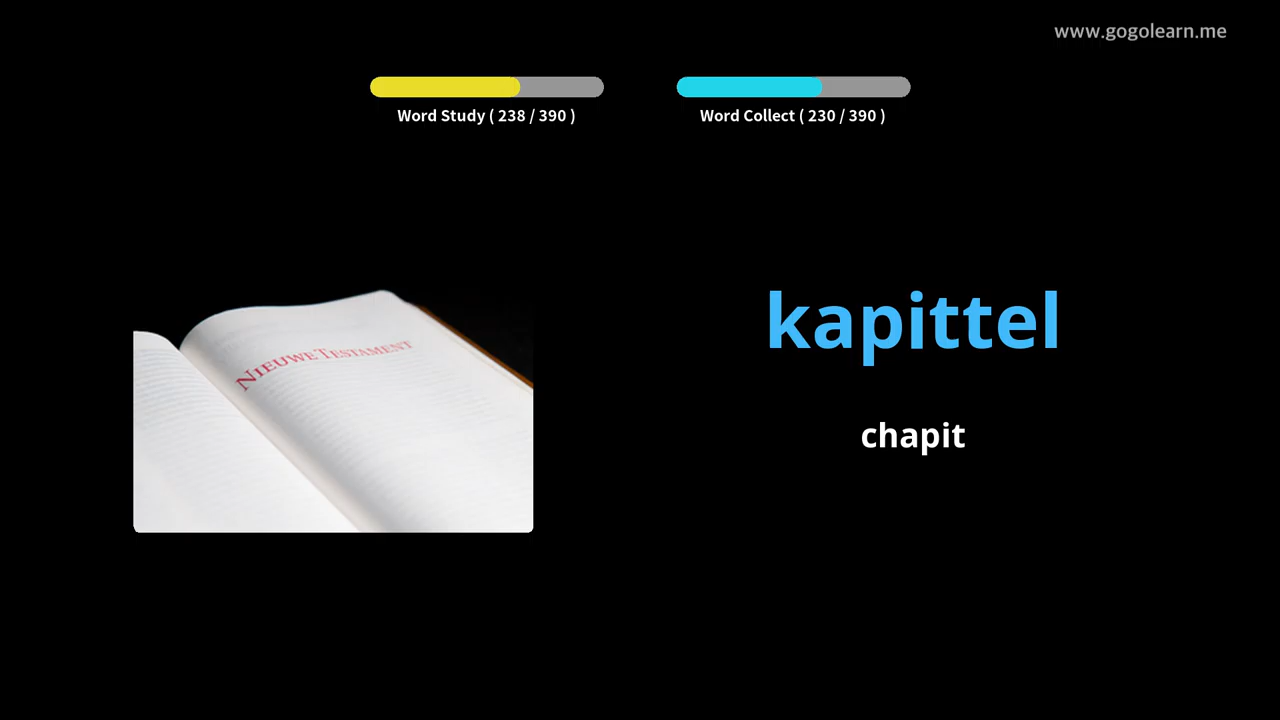 www.gogolearn.me
Word Study ( 238 / 390 )
Word Collect ( 230 / 390 )
NIEUWE TESTAMENT
kapittel
chapit